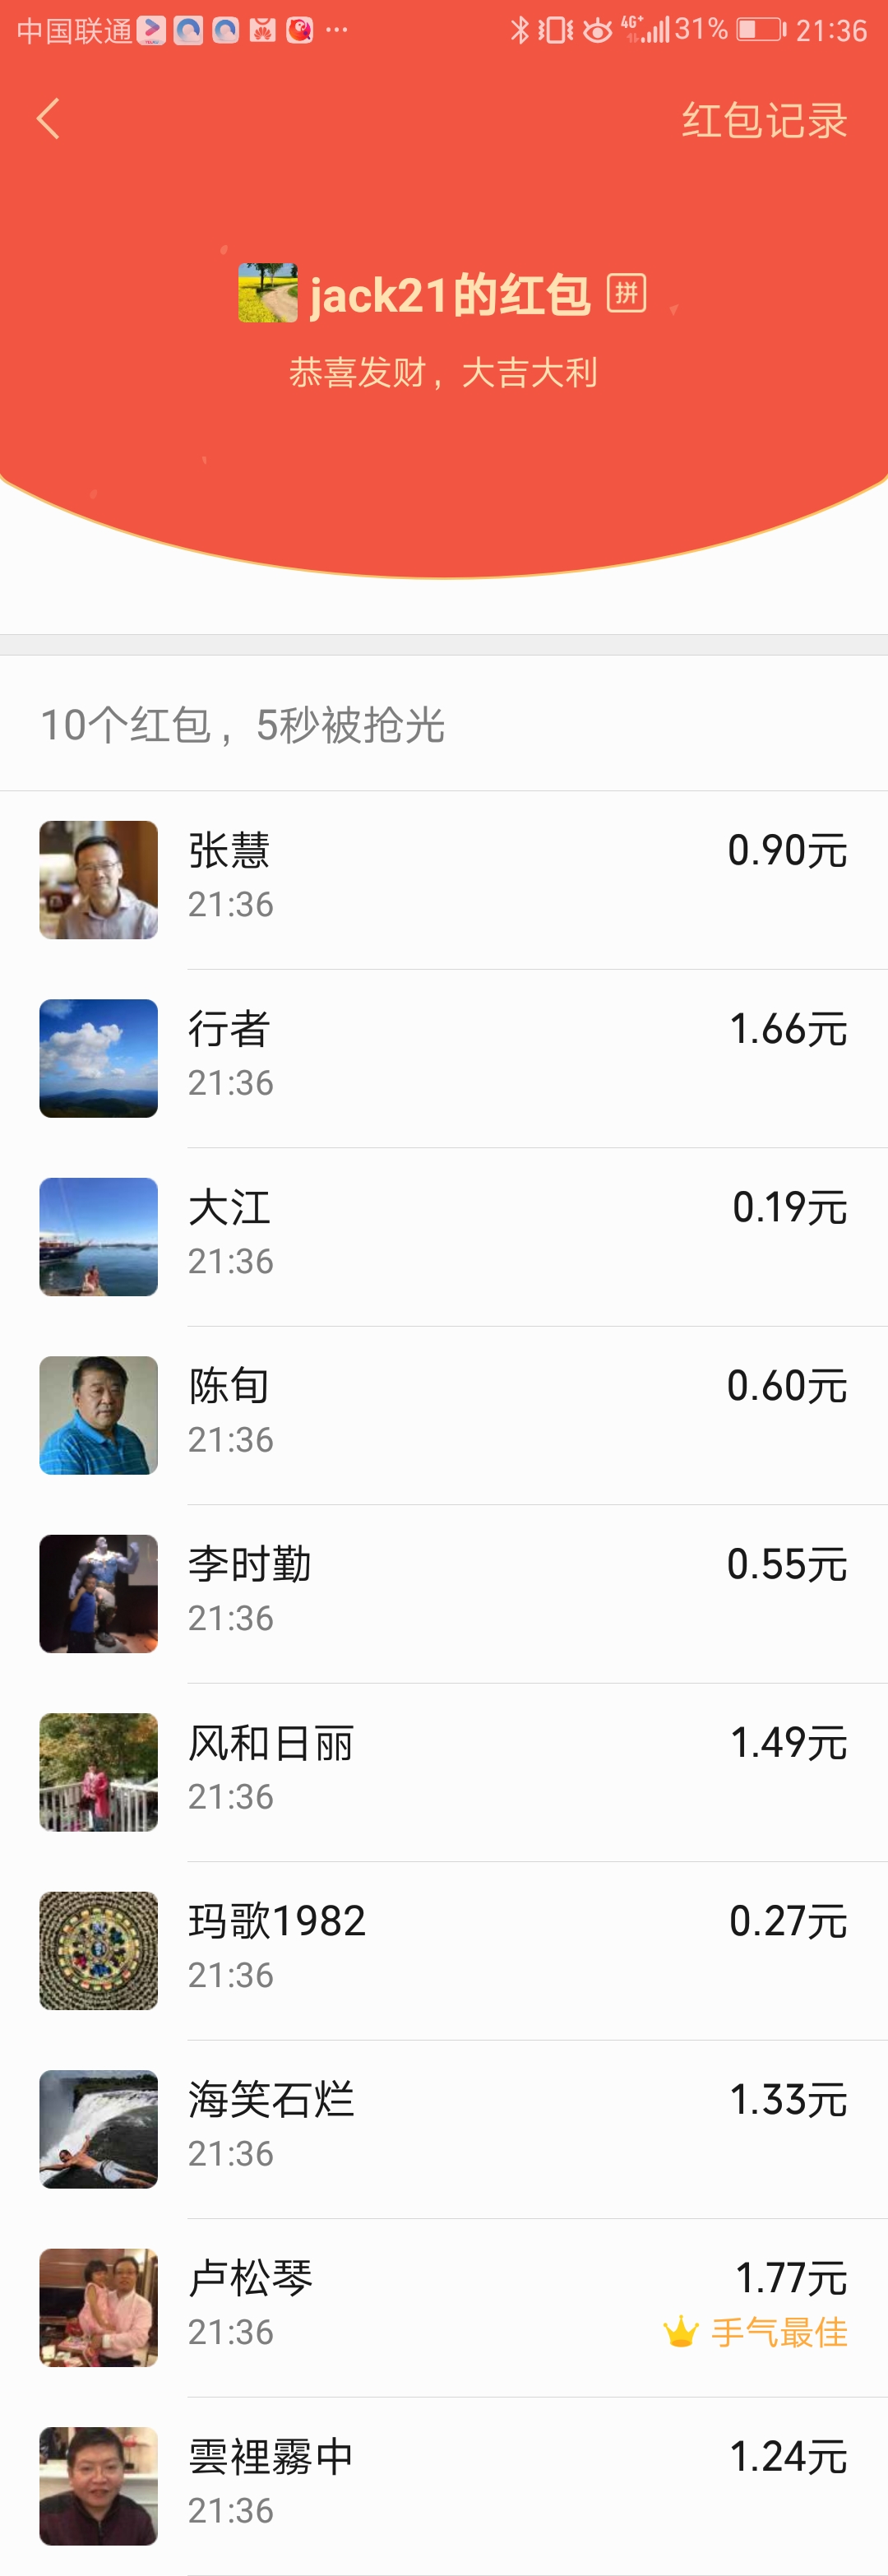 中国联通 ··· 4G+ 31% 21:36
红包记录
jack21的红包 拼
恭喜发财，大吉大利
10个红包，5秒被抢光
张慧 0.90元
21:36
行者 1.66元
21:36
大江 0.19元
21:36
陈旬 0.60元
21:36
李时勤 0.55元
21:36
风和日丽 1.49元
21:36
玛歌1982 0.27元
21:36
海笑石烂 1.33元
21:36
卢松琴 1.77元
21:36 手气最佳
雲裡霧中 1.24元
21:36